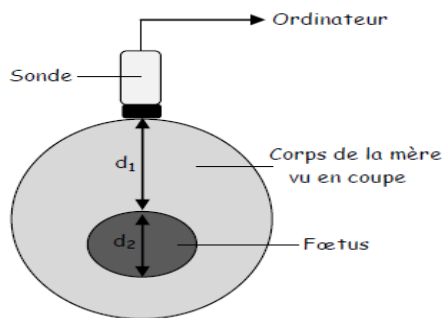 Ordinateur
Sonde
d1
Corps de la mère
vu en coupe
d2
Fœtus